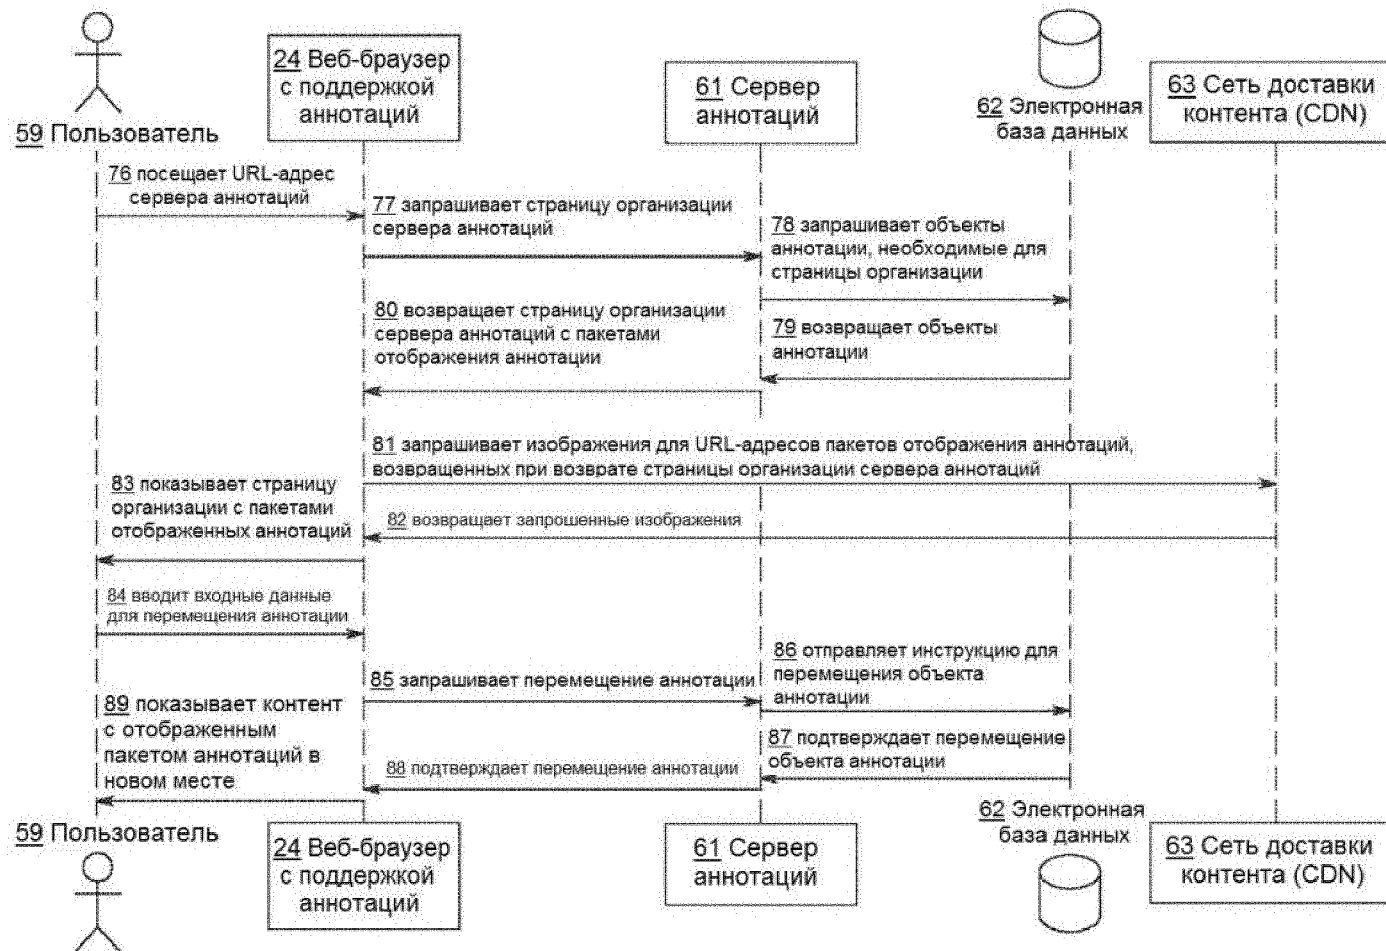 24 Веб-браузер
с поддержкой
аннотаций
61 Сервер
аннотаций
63 Сеть доставки
контента (CDN)
59 Пользователь
62 Электронная
база данных
76 посещает URL-адрес
сервера аннотаций
77 запрашивает страницу организации
сервера аннотаций
78 запрашивает объекты
аннотации, необходимые для
страницы организации
80 возвращает страницу организации
сервера аннотаций с пакетами
отображения аннотации
79 возвращает объекты
аннотации
81 запрашивает изображения для URL-адресов пакетов отображения аннотаций,
возвращенных при возврате страницы организации сервера аннотаций
83 показывает страницу
организации с пакетами
отображенных аннотаций
82 возвращает запрошенные изображения
84 вводит входные данные
для перемещения аннотации
85 запрашивает перемещение аннотации
86 отправляет инструкцию для
перемещения объекта
аннотации
89 показывает контент
с отображенным
пакетом аннотаций в
новом месте
87 подтверждает перемещение
объекта аннотации
88 подтверждает перемещение аннотации
59 Пользователь
24 Веб-браузер
с поддержкой
аннотаций
61 Сервер
аннотаций
62 Электронная
база данных
63 Сеть доставки
контента (CDN)